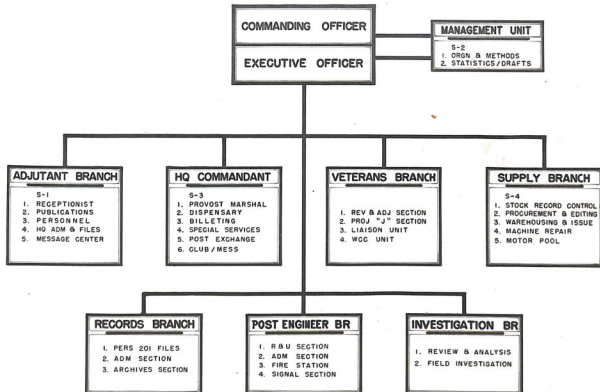 COMMANDING OFFICER
EXECUTIVE OFFICER
MANAGEMENT UNIT
S-2
1. ORGN & METHODS
2. STATISTICS/DRAFTS
ADJUTANT BRANCH
S-1
1. RECEPTIONIST
2. PUBLICATIONS
3. PERSONNEL
4. HQ ADM & FILES
5. MESSAGE CENTER
HQ COMMANDANT
S-3
1. PROVOST MARSHAL
2. DISPENSARY
3. BILLETING
4. SPECIAL SERVICES
5. POST EXCHANGE
6. CLUB/MESS
VETERANS BRANCH
1. REV & ADJ SECTION
2. PROJ "J" SECTION
3. LIAISON UNIT
4. WCC UNIT
SUPPLY BRANCH
S-4
1. STOCK RECORD CONTROL
2. PROCUREMENT & EDITING
3. WAREHOUSING & ISSUE
4. MACHINE REPAIR
5. MOTOR POOL
RECORDS BRANCH
1. PERS 201 FILES
2. ADM SECTION
3. ARCHIVES SECTION
POST ENGINEER BR
1. R & U SECTION
2. ADM SECTION
3. FIRE STATION
4. SIGNAL SECTION
INVESTIGATION BR
1. REVIEW & ANALYSIS
2. FIELD INVESTIGATION